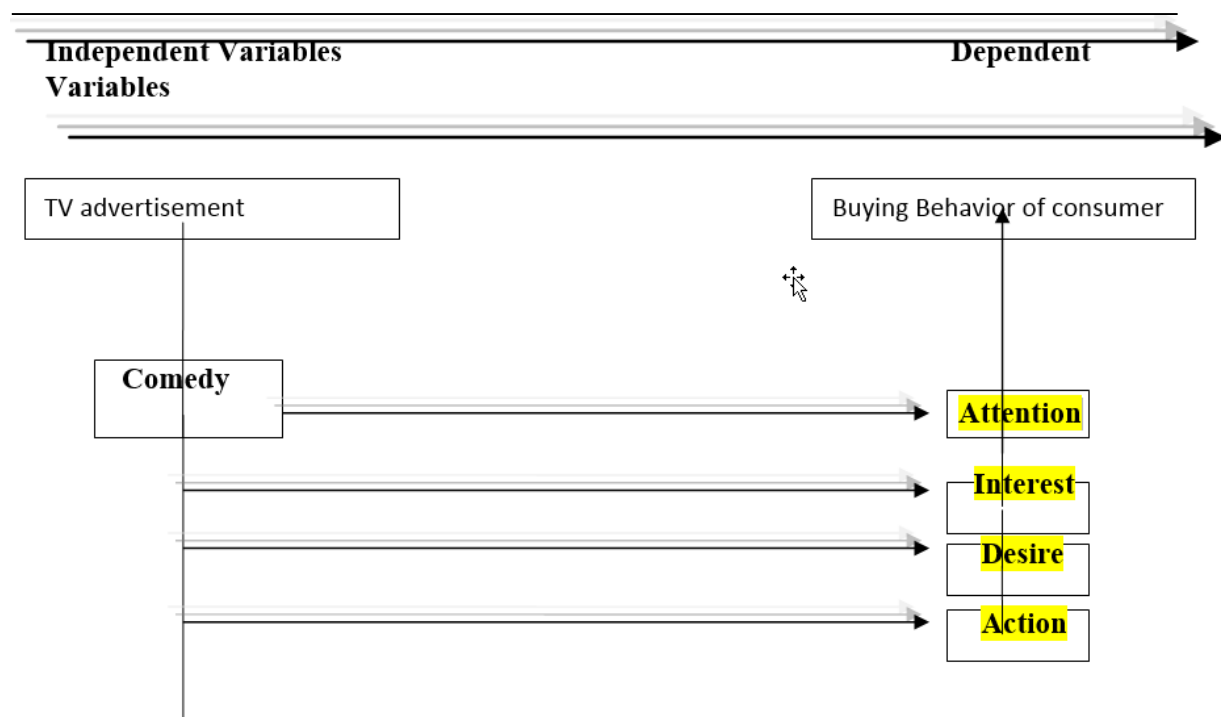 Independent Variables Dependent
Variables
TV advertisement Buying Behavior of consumer
Comedy
Attention
Interest
Desire
Action